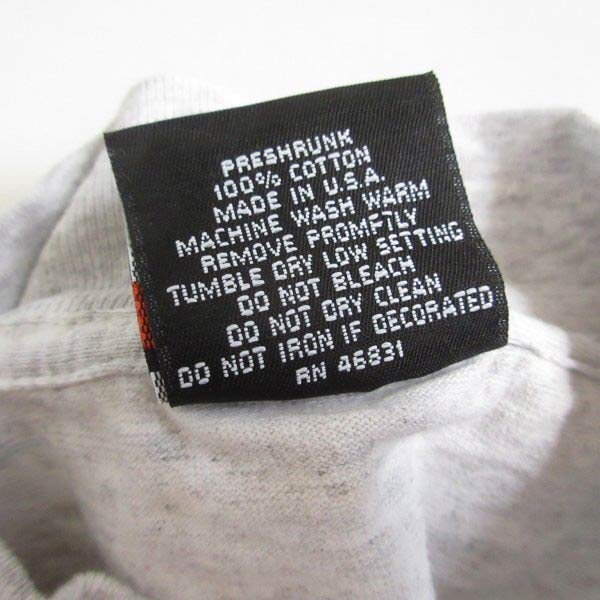 PRESHRUNK
100% COTTON
MADE IN U.S.A.
MACHINE WASH WARM
REMOVE PROMPTLY
TUMBLE DRY LOW SETTING
DO NOT BLEACH
DO NOT DRY CLEAN
DO NOT IRON IF DECORATED
RN 46831